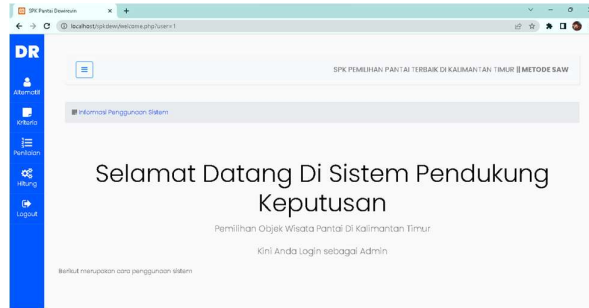 SPK Pantai Dewiresin
localhost/spkdewi/welcome.php?user=1
DR
SPK PEMILIHAN PANTAI TERBAIK DI KALIMANTAN TIMUR || METODE SAW
Alternatif
Informasi Penggunaan Sistem
Kriteria
Penilaian
Hitung
Logout
Selamat Datang Di Sistem Pendukung
Keputusan
Pemilihan Objek Wisata Pantai Di Kalimantan Timur
Kini Anda Login sebagai Admin
Berikut merupakan cara penggunaan sistem